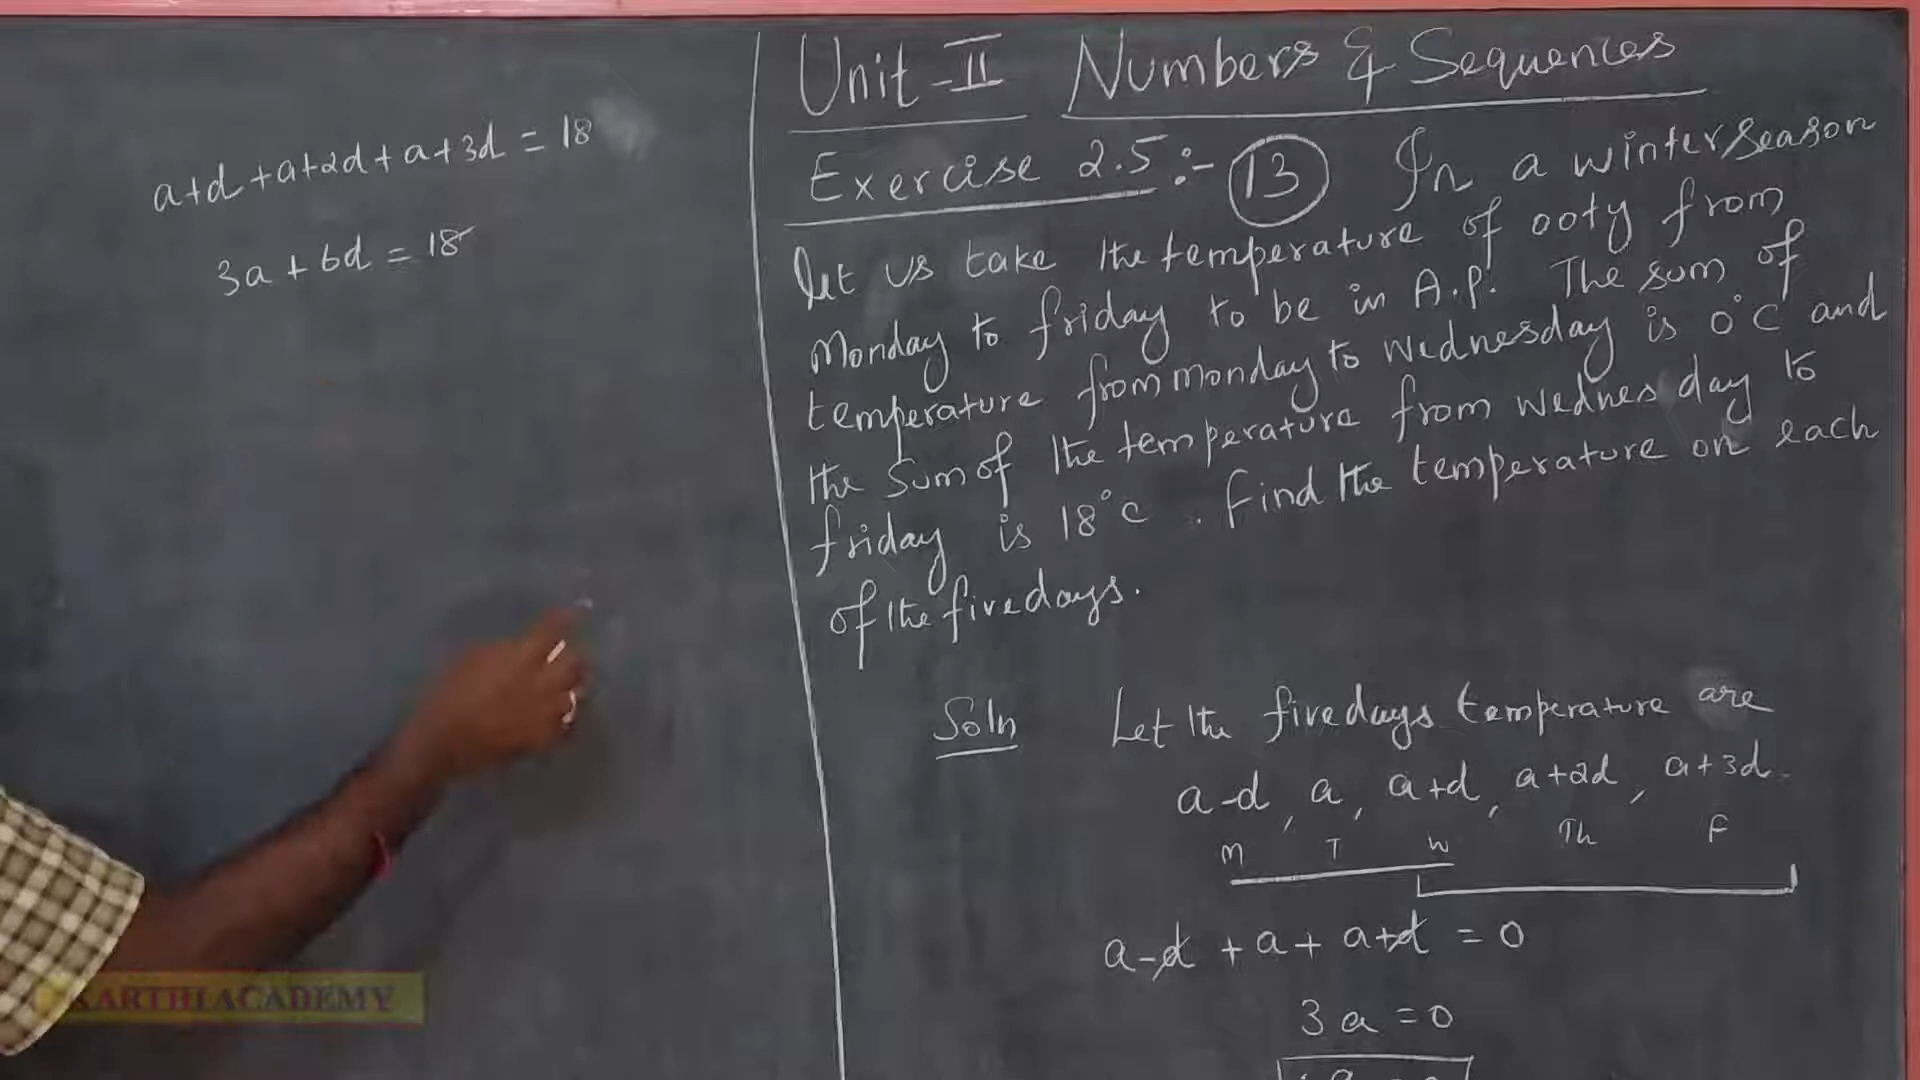 a+d+a+2d+a+3d = 18
3a + 6d = 18
Unit-II Numbers & Sequences
Exercise 2.5:- 13 In a winter season
let us take the temperature of ooty from
Monday to friday to be in A.P. The sum of
temperature from monday to wednesday is 0°C and
the sum of the temperature from wednesday to
friday is 18°C. Find the temperature on each
of the five days.
Soln Let the five days temperature are
a-d, a, a+d, a+2d, a+3d.
M T W Th F
a-d + a + a+d = 0
3a = 0
KARTHI ACADEMY